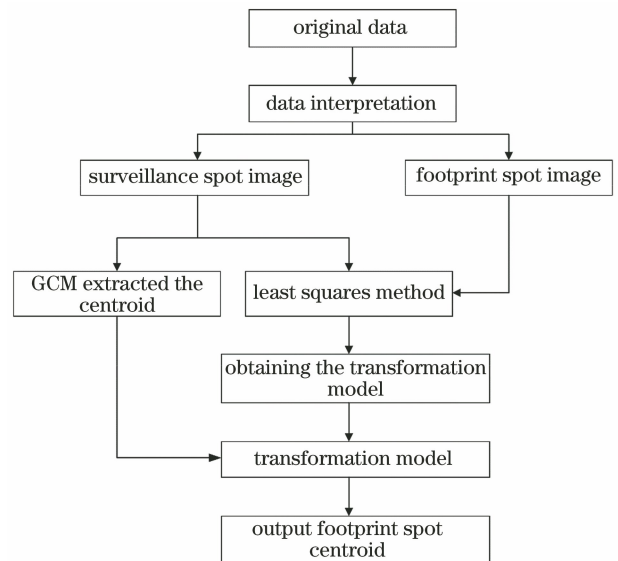 original data
data interpretation
surveillance spot image
footprint spot image
GCM extracted the
centroid
least squares method
obtaining the transformation
model
transformation model
output footprint spot
centroid